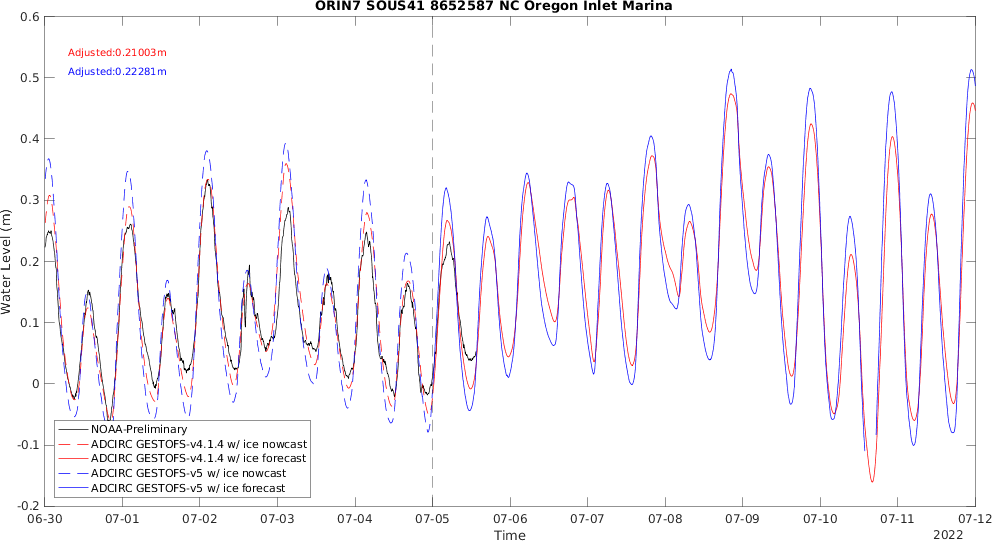 ORIN7 SOUS41 8652587 NC Oregon Inlet Marina
0.6
Adjusted:0.21003m
Adjusted:0.22281m
0.5
0.4
0.3
0.2
0.1
0
-0.1
-0.2
Water Level (m)
NOAA-Preliminary
ADCIRC GESTOFS-v4.1.4 w/ ice nowcast
ADCIRC GESTOFS-v4.1.4 w/ ice forecast
ADCIRC GESTOFS-v5 w/ ice nowcast
ADCIRC GESTOFS-v5 w/ ice forecast
06-30 07-01 07-02 07-03 07-04 07-05 07-06 07-07 07-08 07-09 07-10 07-11 07-12
Time
2022